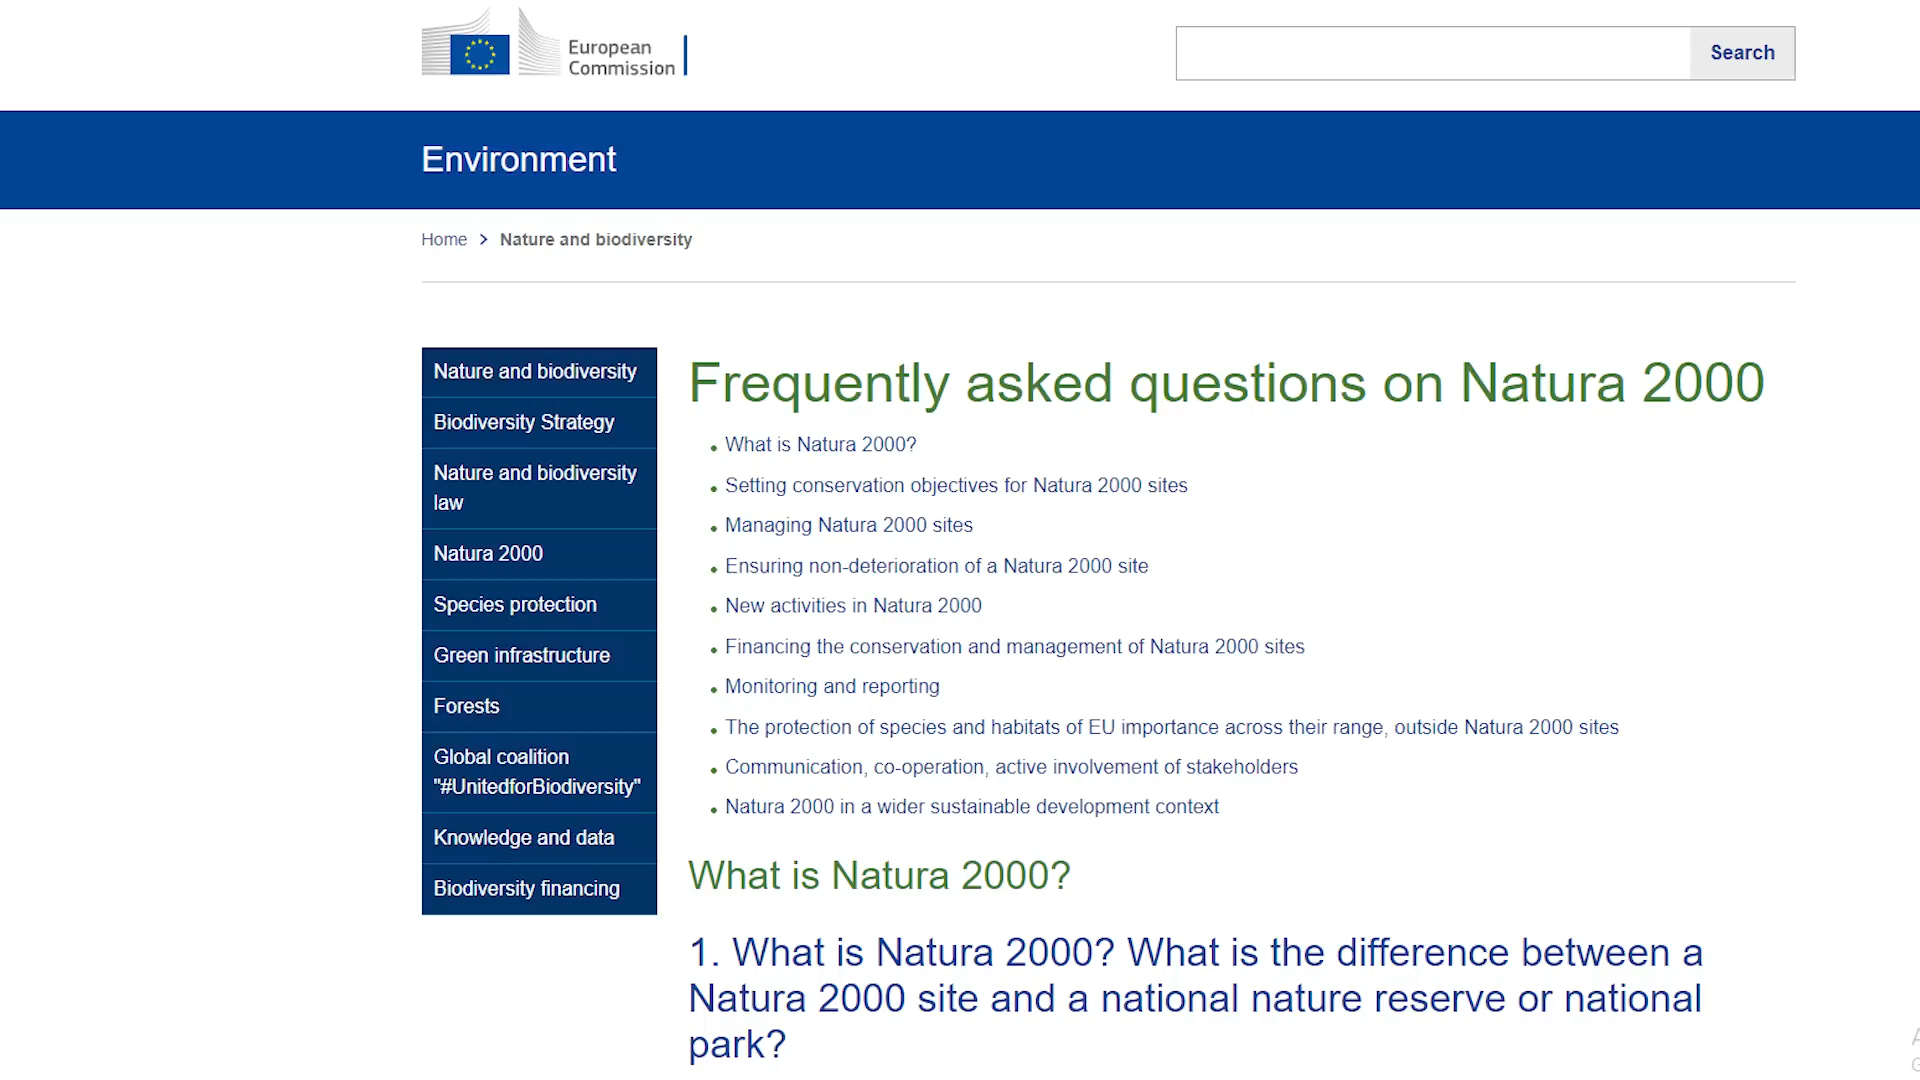 European
Commission
Search
Environment
Home > Nature and biodiversity
Nature and biodiversity
Biodiversity Strategy
Nature and biodiversity
law
Natura 2000
Species protection
Green infrastructure
Forests
Global coalition
"#UnitedforBiodiversity"
Knowledge and data
Biodiversity financing
Frequently asked questions on Natura 2000
• What is Natura 2000?
• Setting conservation objectives for Natura 2000 sites
• Managing Natura 2000 sites
• Ensuring non-deterioration of a Natura 2000 site
• New activities in Natura 2000
• Financing the conservation and management of Natura 2000 sites
• Monitoring and reporting
• The protection of species and habitats of EU importance across their range, outside Natura 2000 sites
• Communication, co-operation, active involvement of stakeholders
• Natura 2000 in a wider sustainable development context
What is Natura 2000?
1. What is Natura 2000? What is the difference between a
Natura 2000 site and a national nature reserve or national
park?